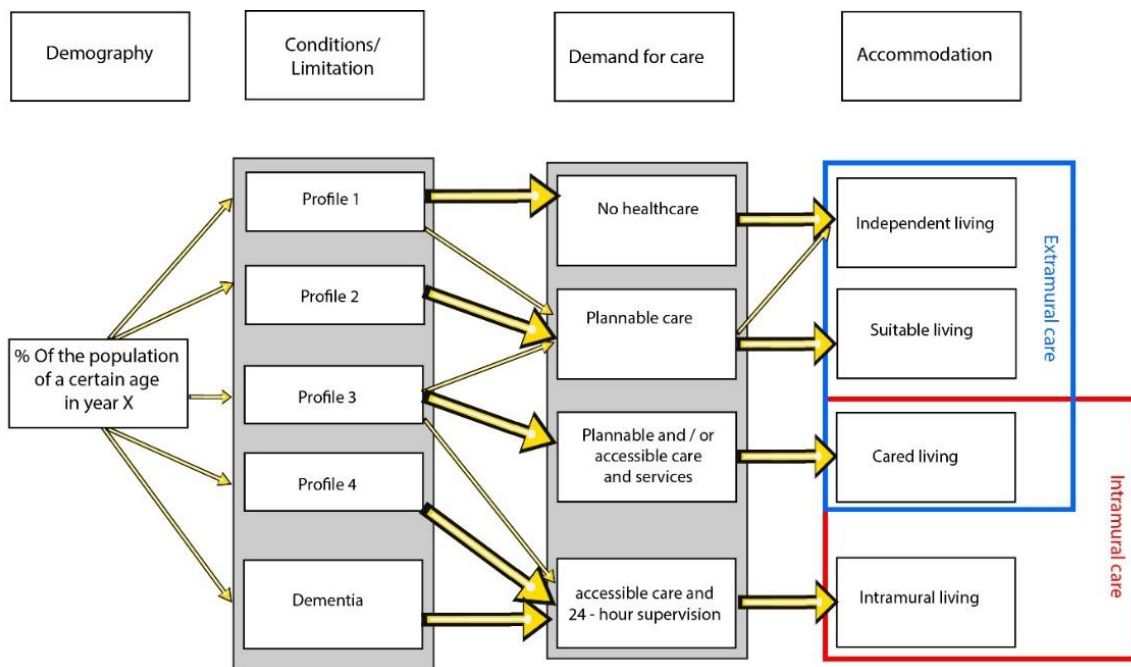 Demography
Conditions/
Limitation
Demand for care
Accommodation
% Of the population
of a certain age
in year X
Profile 1
Profile 2
Profile 3
Profile 4
Dementia
No healthcare
Plannable care
Plannable and / or
accessible care
and services
accessible care and
24 - hour supervision
Independent living
Suitable living
Cared living
Intramural living
Extramural care
Intramural care